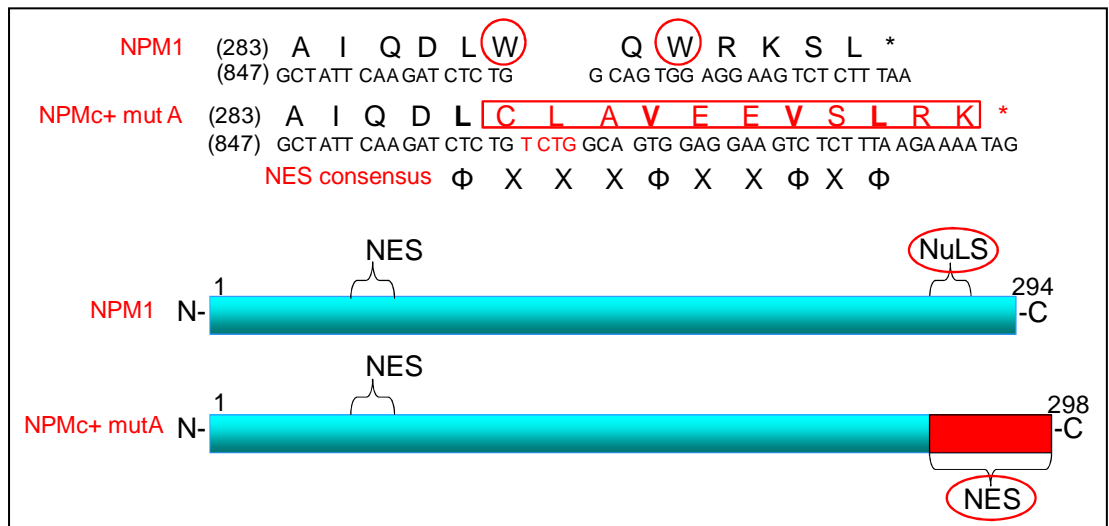 NPM1 (283) A I Q D L W Q W R K S L *
(847) GCT ATT CAA GAT CTC TG G CAG TGG AGG AAG TCT CTT TAA
NPMc+ mut A (283) A I Q D L C L A V E E V S L R K *
(847) GCT ATT CAA GAT CTC TG T CTG GCA GTG GAG GAA GTC TCT TTA AGA AAA TAG
NES consensus Φ X X X Φ X X Φ X Φ
NES NuLS
1 294
NPM1 N- -C
NES
1 298
NPMc+ mutA N- -C
NES